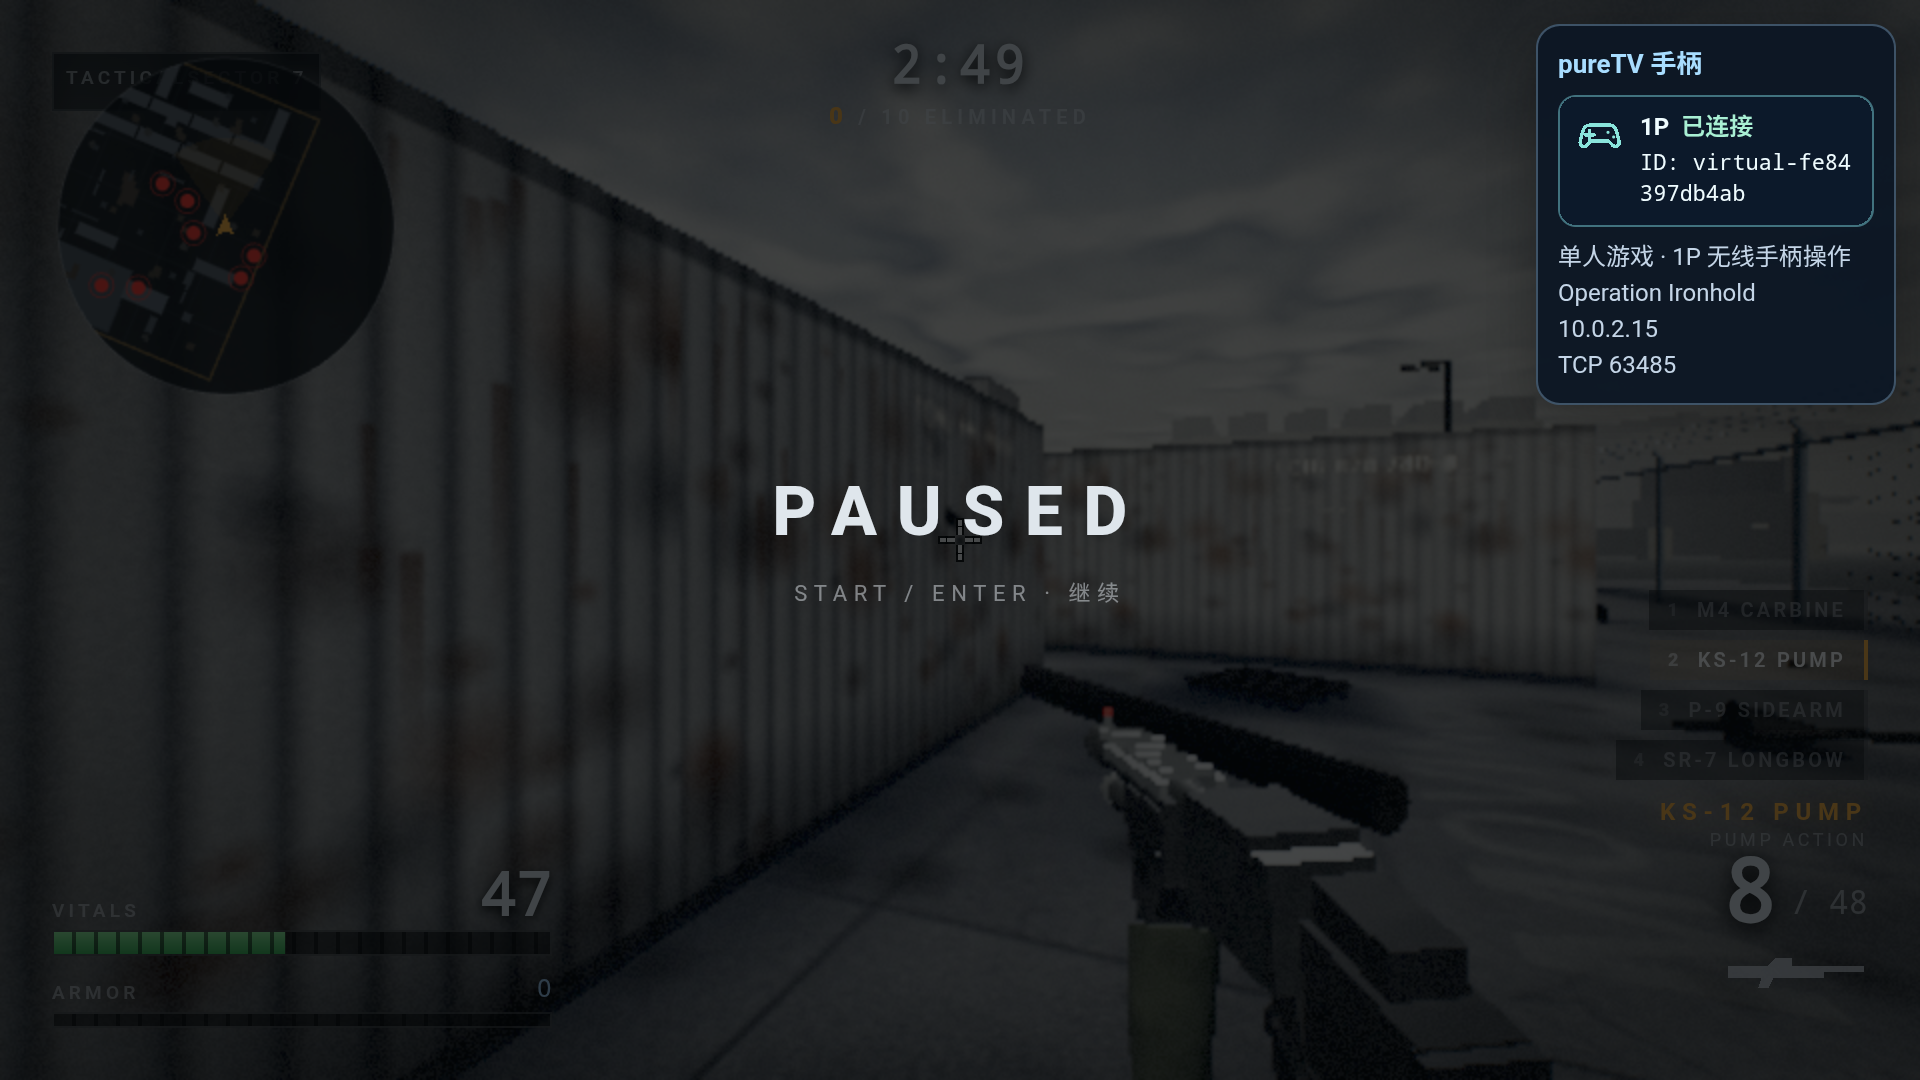 2:49
0 / 10 ELIMINATED
pureTV 手柄
1P 已连接
ID: virtual-fe84
397db4ab
单人游戏 · 1P 无线手柄操作
Operation Ironhold
10.0.2.15
TCP 63485
PAUSED
START / ENTER · 继续
1 M4 CARBINE
2 KS-12 PUMP
3 P-9 SIDEARM
4 SR-7 LONGBOW
KS-12 PUMP
PUMP ACTION
8 / 48
VITALS
47
ARMOR
0